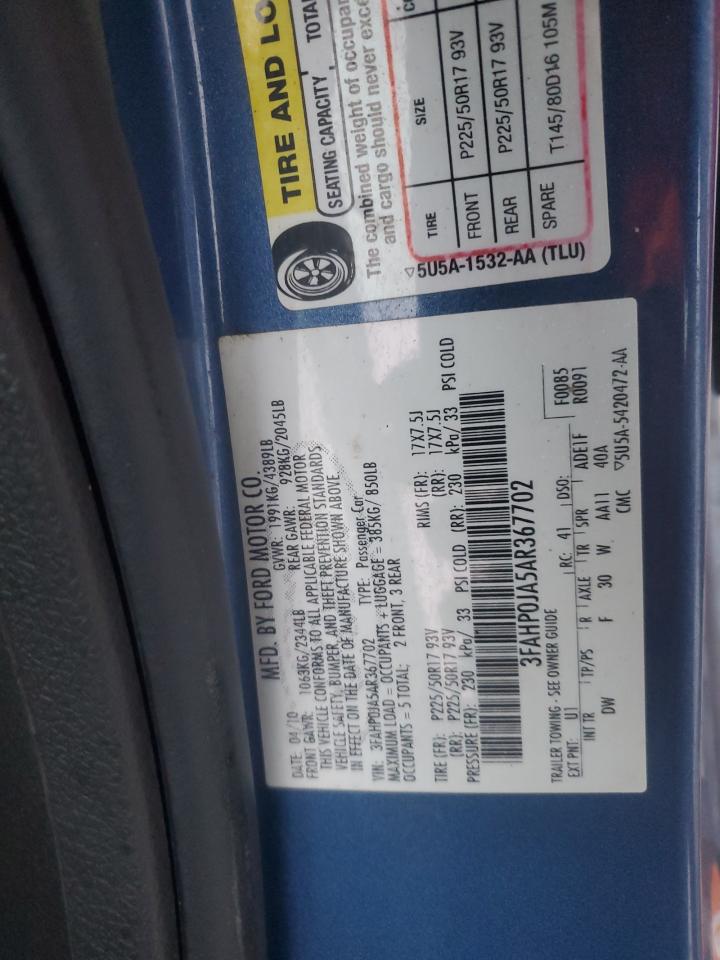 TIRE AND LO
SEATING CAPACITY TOTA
The combined weight of occupan
and cargo should never exce
TIRE SIZE
FRONT P225/50R17 93V
REAR P225/50R17 93V
SPARE T145/80D16 105M
5U5A-1532-AA (TLU)
MFD. BY FORD MOTOR CO.
DATE: 04/10 GVWR: 1991KG/4389LB
FRONT GAWR: 1063KG/2344LB REAR GAWR: 928KG/2045LB
THIS VEHICLE CONFORMS TO ALL APPLICABLE FEDERAL MOTOR
VEHICLE SAFETY, BUMPER, AND THEFT PREVENTION STANDARDS
IN EFFECT ON THE DATE OF MANUFACTURE SHOWN ABOVE.
VIN: 3FAHP0JA5AR367702 TYPE: Passenger Car
MAXIMUM LOAD = OCCUPANTS + LUGGAGE = 385KG/ 850LB
OCCUPANTS = 5 TOTAL; 2 FRONT, 3 REAR
TIRE (FR): P225/50R17 93V RIMS (FR): 17X7.5J
(RR): P225/50R17 93V (RR): 17X7.5J
PRESSURE (FR): 230 kPa/ 33 PSI COLD (RR): 230 kPa/ 33 PSI COLD
3FAHP0JA5AR367702
TRAILER TOWING - SEE OWNER GUIDE
EXT PNT: U1 RC: 41 DSO: F0085
R0091
INT TR TP/PS R AXLE TR SPR ADE1F
DW F 30 W AA11 40A
CMC 5U5A-5420472-AA